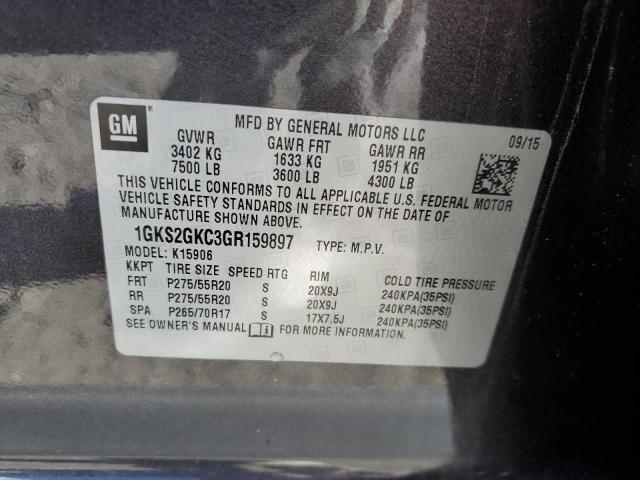 GM
MFD BY GENERAL MOTORS LLC 09/15
GVWR GAWR FRT GAWR RR
3402 KG 1633 KG 1951 KG
7500 LB 3600 LB 4300 LB
THIS VEHICLE CONFORMS TO ALL APPLICABLE U.S. FEDERAL MOTOR
VEHICLE SAFETY STANDARDS IN EFFECT ON THE DATE OF
MANUFACTURE SHOWN ABOVE.
1GKS2GKC3GR159897 TYPE: M.P.V.
MODEL: K15906
KKPT TIRE SIZE SPEED RTG RIM COLD TIRE PRESSURE
FRT P275/55R20 S 20X9J 240KPA(35PSI)
RR P275/55R20 S 20X9J 240KPA(35PSI)
SPA P265/70R17 S 17X7.5J 240KPA(35PSI)
SEE OWNER'S MANUAL FOR MORE INFORMATION.